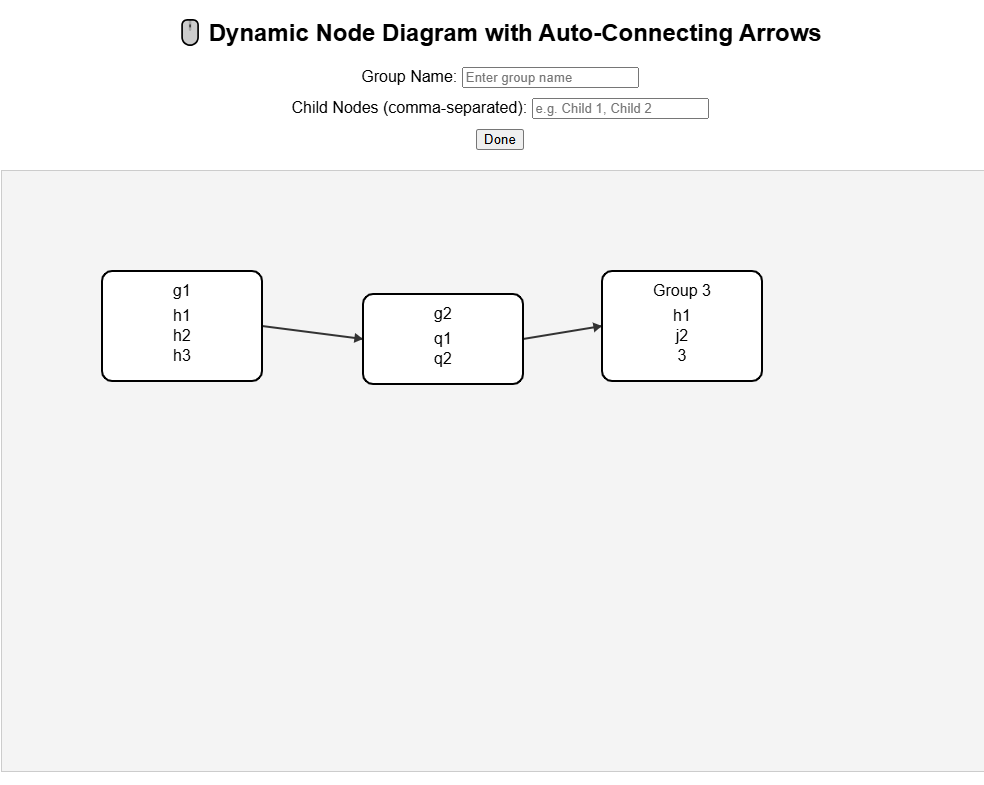 Dynamic Node Diagram with Auto-Connecting Arrows
Group Name: Enter group name
Child Nodes (comma-separated): e.g. Child 1, Child 2
Done
g1
h1
h2
h3
g2
q1
q2
Group 3
h1
j2
3